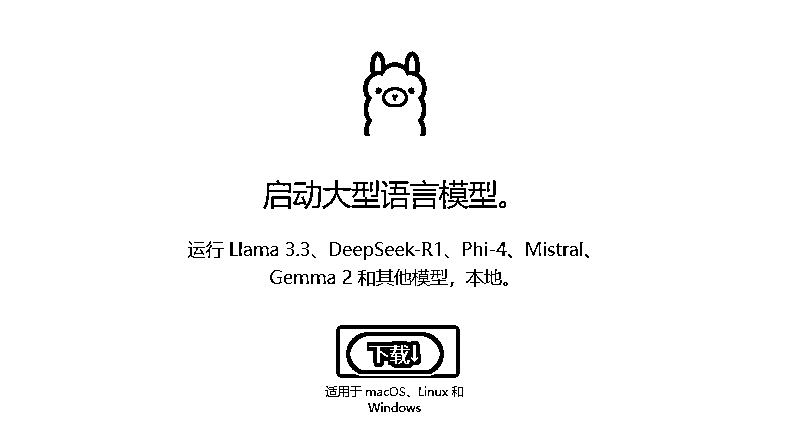 启动大型语言模型。
运行 Llama 3.3、DeepSeek-R1、Phi-4、Mistral、
Gemma 2 和其他模型，本地。
下载↓
适用于 macOS、Linux 和
Windows